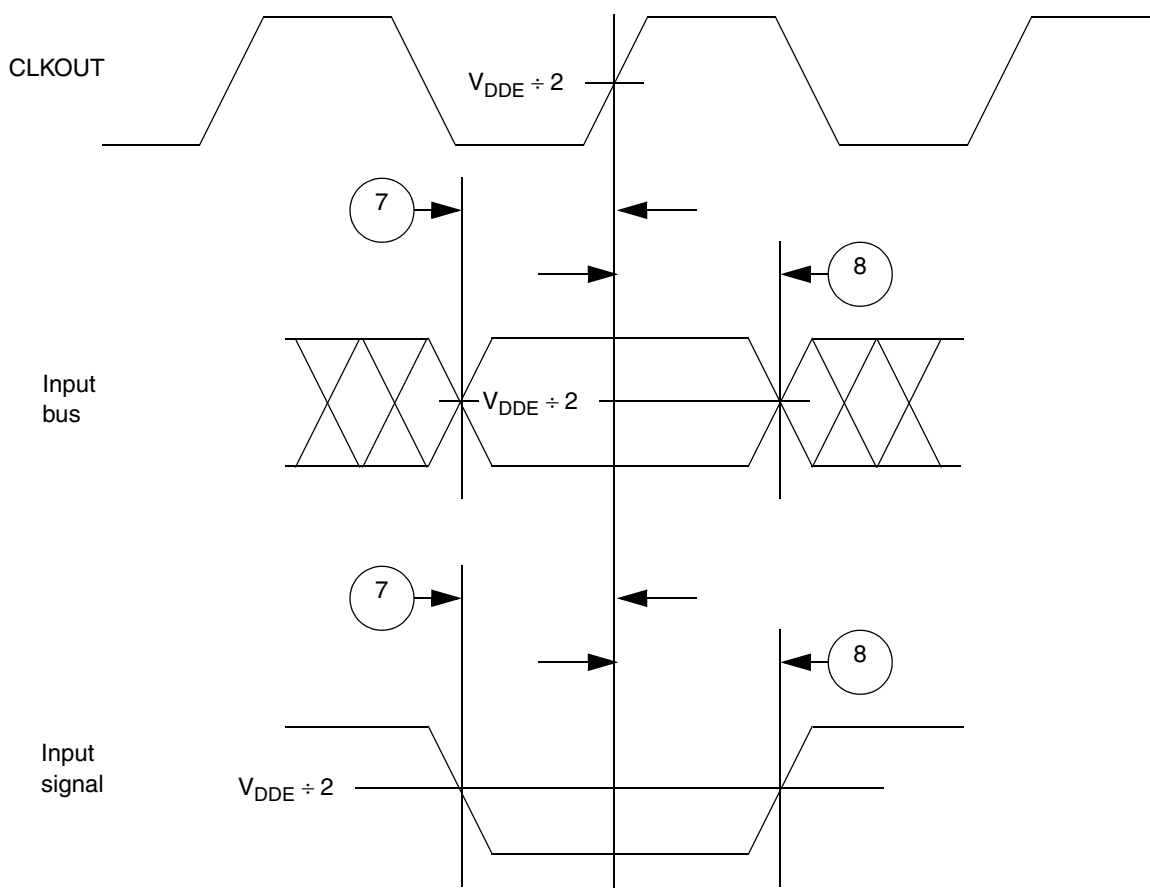 CLKOUT
V_DDE ÷ 2
7
8
Input
bus
V_DDE ÷ 2
7
8
Input
signal
V_DDE ÷ 2